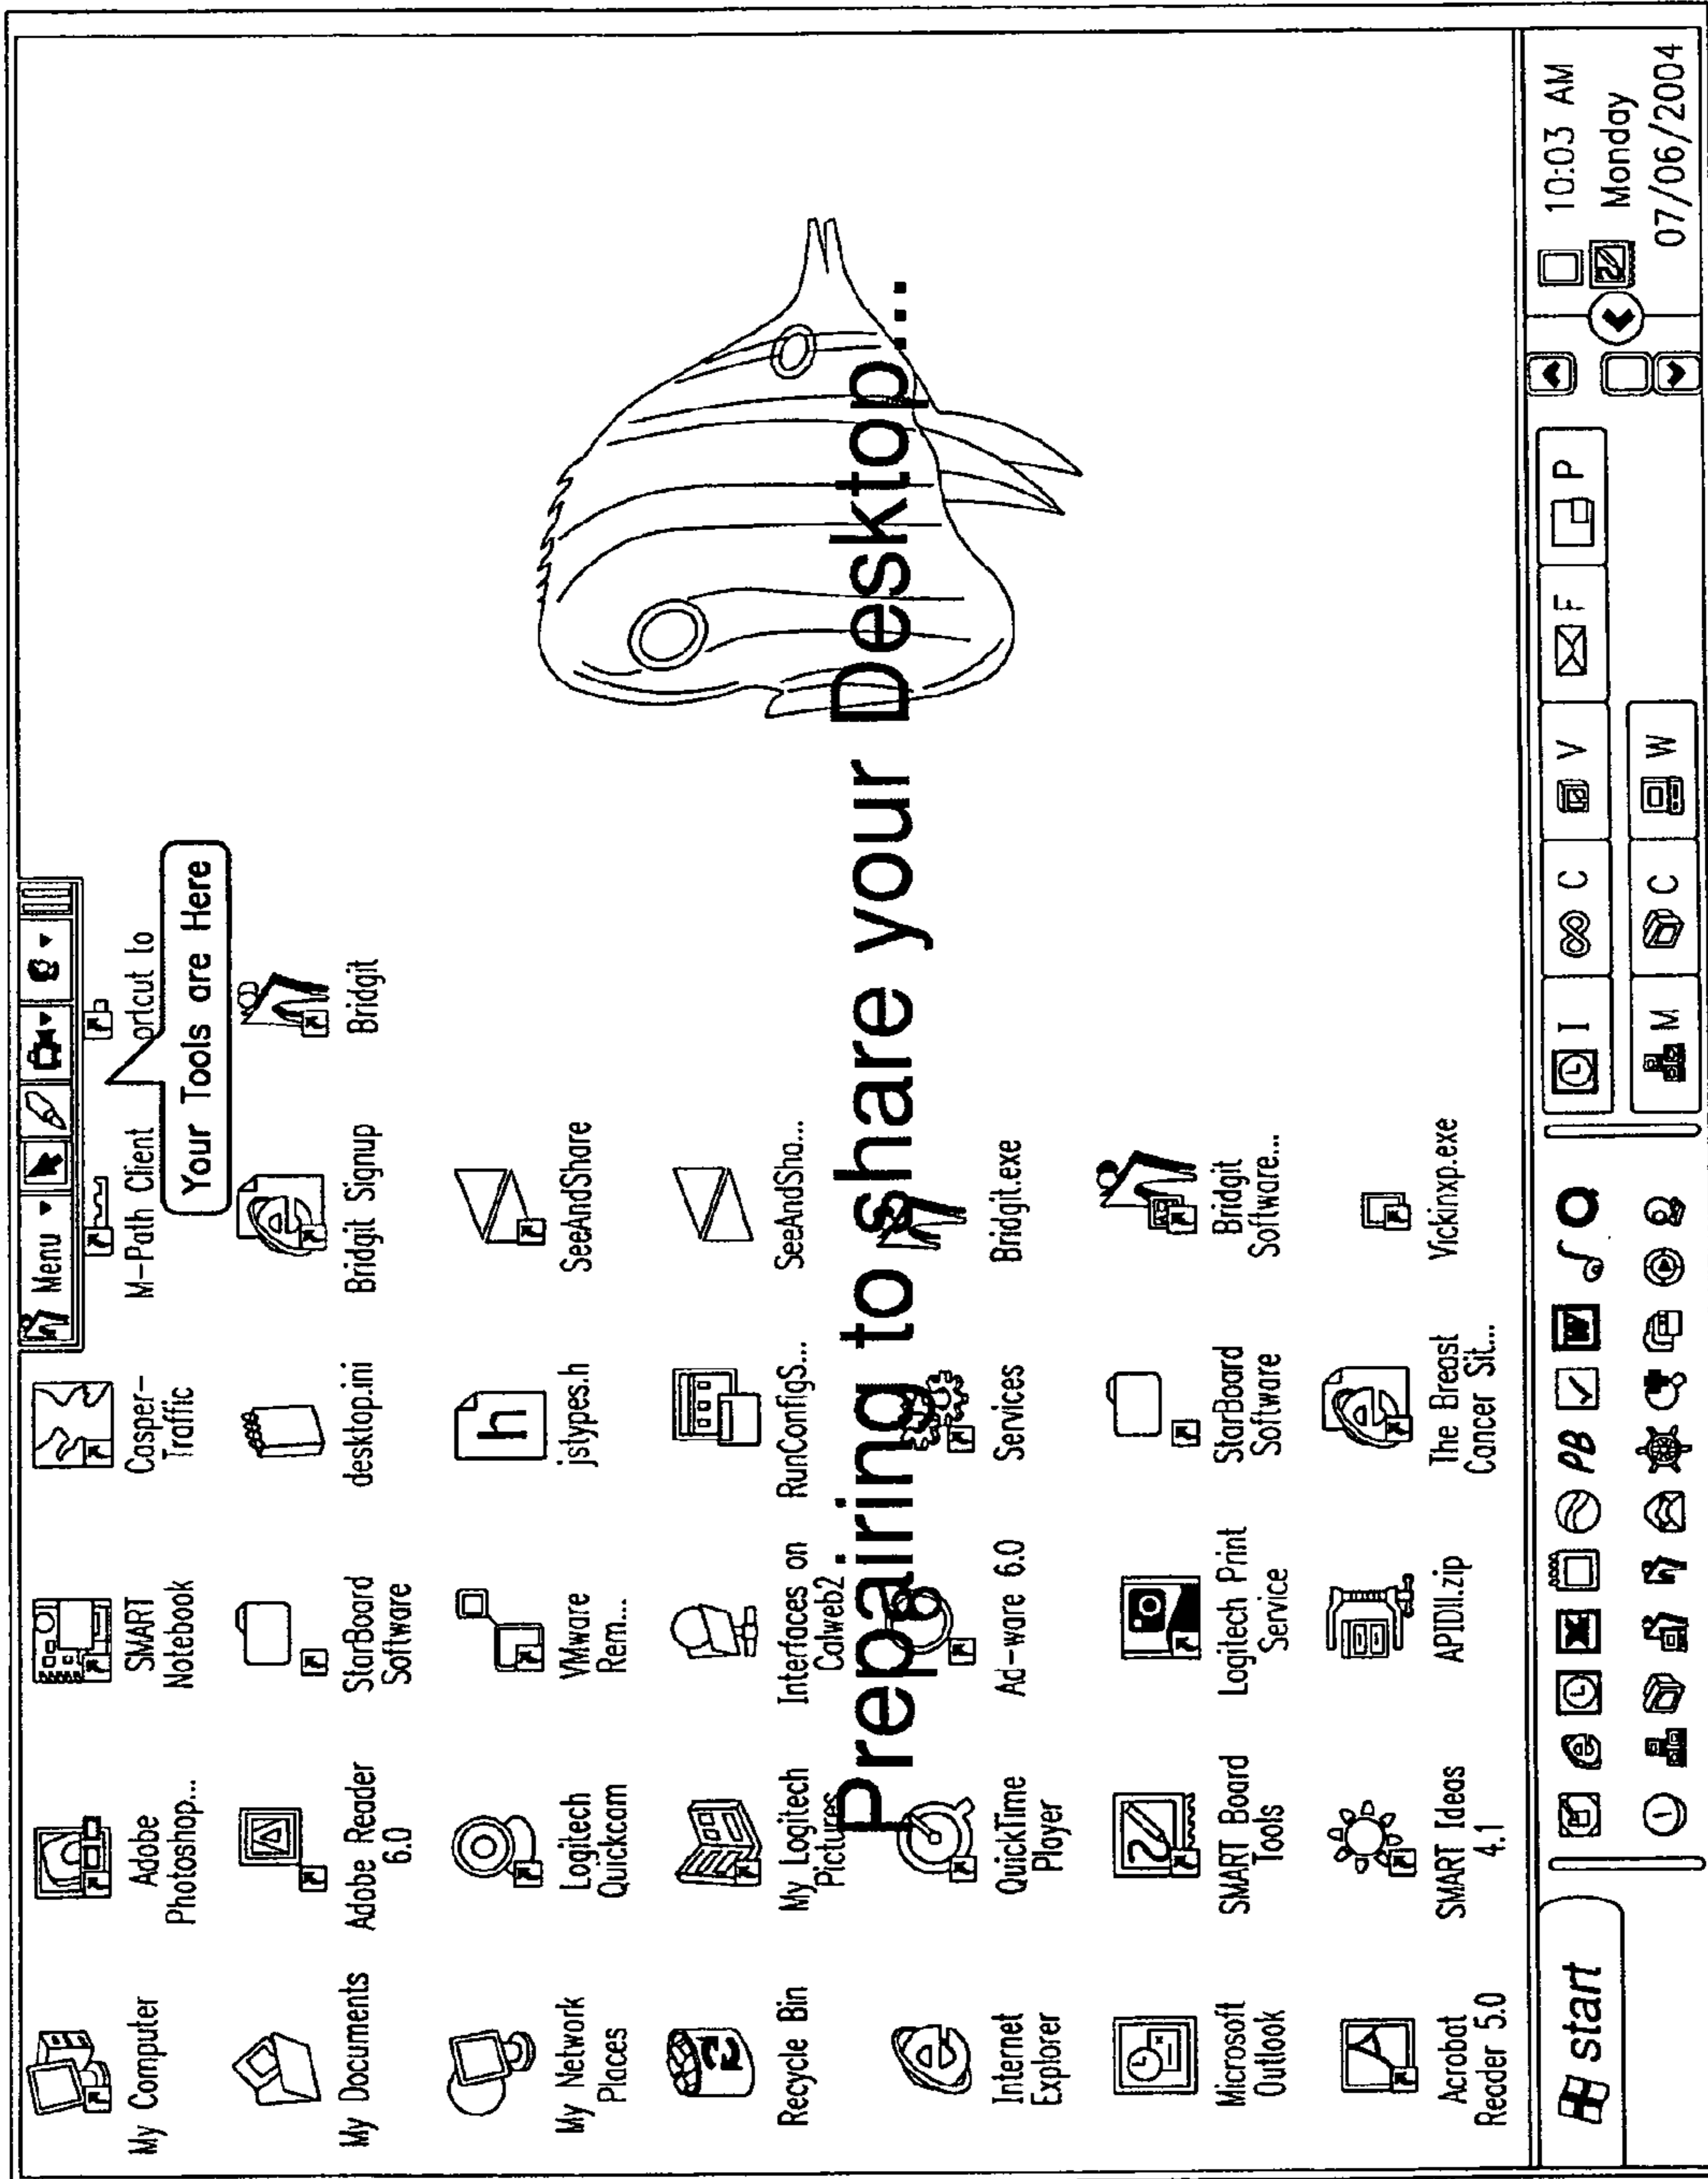 Menu
Your Tools are Here
My Computer
Adobe
Photoshop...
SMART
Notebook
Casper-
Traffic
M-Path Client
ortcut to
My Documents
Adobe Reader
6.0
StarBoard
Software
desktop.ini
Bridgit Signup
Bridgit
My Network
Places
Logitech
Quickcam
VMware
Rem...
h
jstypes.h
SeeAndShare
Recycle Bin
My Logitech
Pictures
Interfaces on
Calweb2
RunConfigS...
SeeAndSha...
Prepairing to share your Desktop...
Internet
Explorer
QuickTime
Player
Ad-ware 6.0
Services
Bridgit.exe
Microsoft
Outlook
SMART Board
Tools
Logitech Print
Service
StarBoard
Software
Bridgit
Software...
Acrobat
Reader 5.0
SMART Ideas
4.1
APIDll.zip
The Breast
Cancer Sit...
Vickinxp.exe
start
PB W
I C V F P
M C W
10:03 AM
Monday
07/06/2004